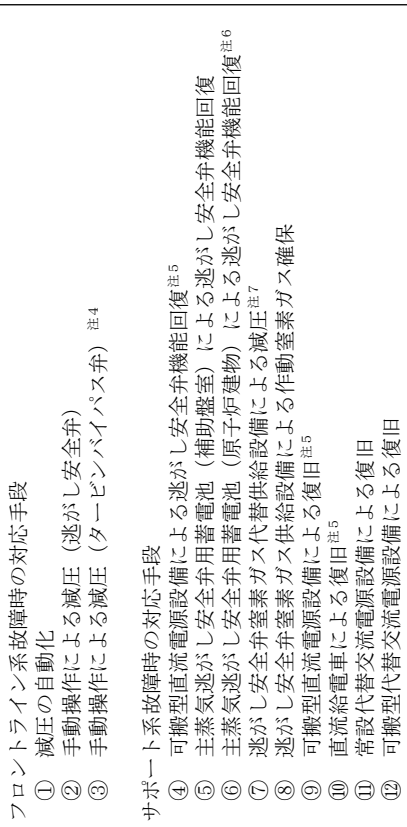 フロントライン系故障時の対応手段
① 減圧の自動化
② 手動操作による減圧（逃がし安全弁）
③ 手動操作による減圧（タービンバイパス弁）注4
サポート系故障時の対応手段
④ 可搬型直流電源設備による逃がし安全弁機能回復注5
⑤ 主蒸気逃がし安全弁用蓄電池（補助盤室）による逃がし安全弁機能回復
⑥ 主蒸気逃がし安全弁用蓄電池（原子炉建物）による逃がし安全弁機能回復注6
⑦ 逃がし安全弁窒素ガス代替供給設備による減圧注7
⑧ 逃がし安全弁窒素ガス供給設備による作動窒素ガス確保
⑨ 可搬型直流電源設備による復旧注5
⑩ 直流給電車による復旧注5
⑪ 常設代替交流電源設備による復旧
⑫ 可搬型代替交流電源設備による復旧